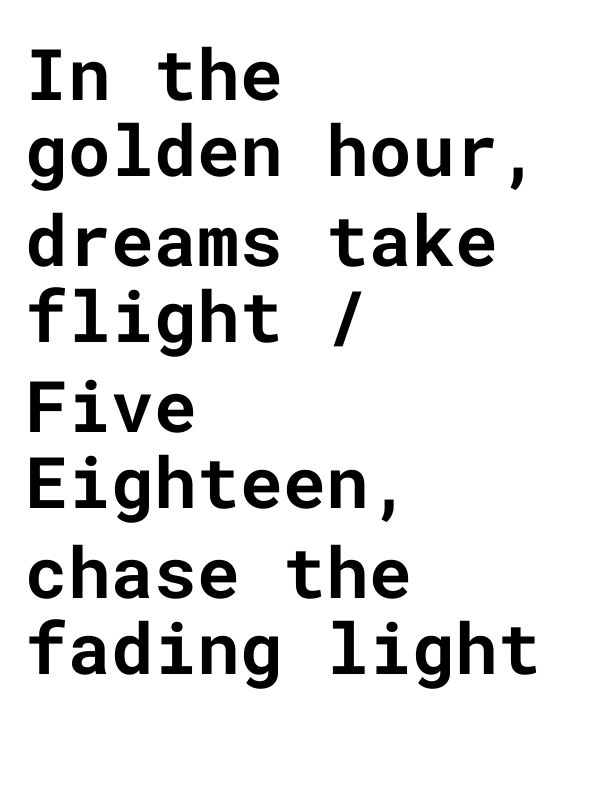 In the
golden hour,
dreams take
flight /
Five
Eighteen,
chase the
fading light